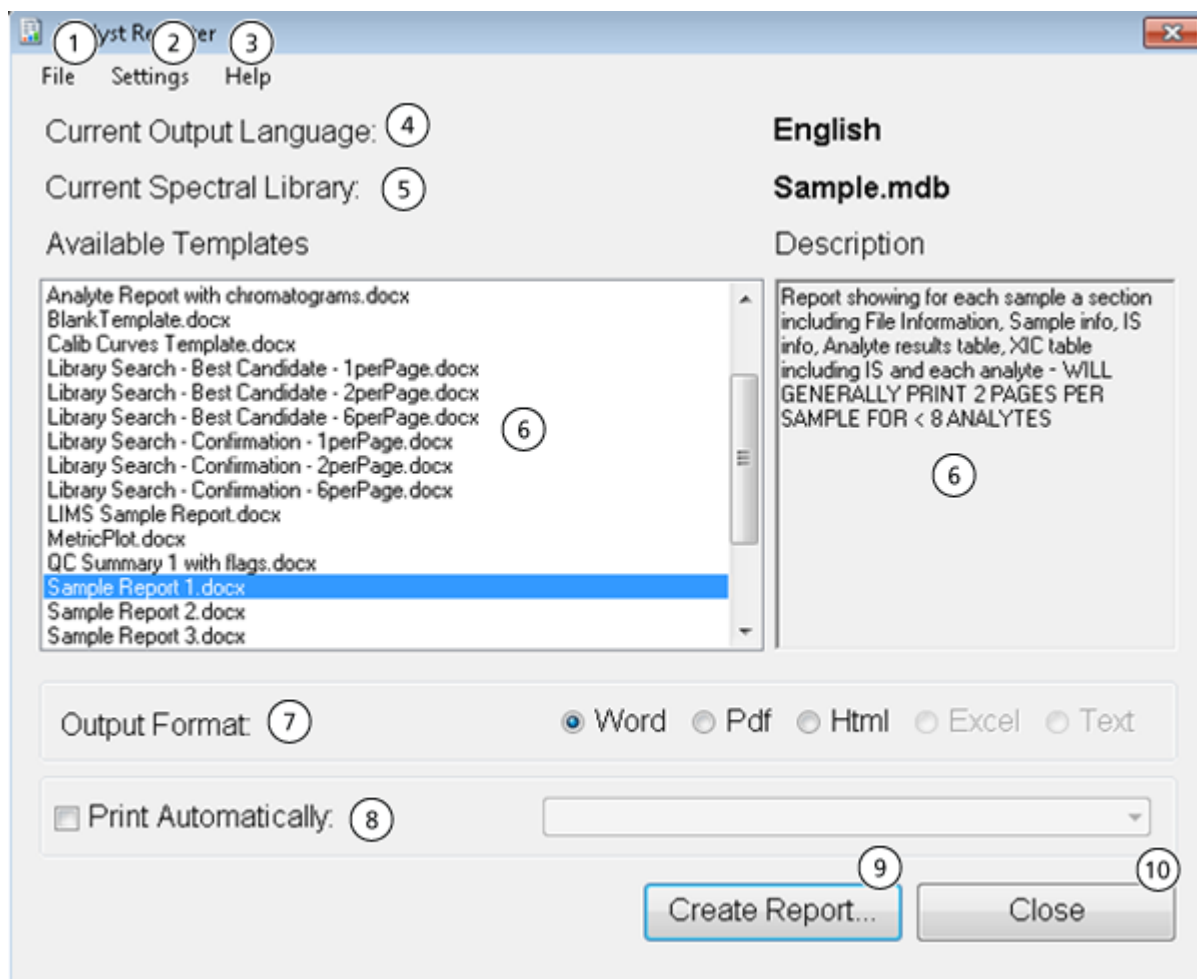 1 2 3
File Settings Help
Current Output Language: 4 English
Current Spectral Library: 5 Sample.mdb
Available Templates Description
Analyte Report with chromatograms.docx
BlankTemplate.docx
Calib Curves Template.docx
Library Search - Best Candidate - 1perPage.docx
Library Search - Best Candidate - 2perPage.docx
Library Search - Best Candidate - 6perPage.docx
Library Search - Confirmation - 1perPage.docx
Library Search - Confirmation - 2perPage.docx
Library Search - Confirmation - 6perPage.docx
LIMS Sample Report.docx
MetricPlot.docx
QC Summary 1 with flags.docx
Sample Report 1.docx
Sample Report 2.docx
Sample Report 3.docx
6
Report showing for each sample a section
including File Information, Sample info, IS
info, Analyte results table, XIC table
including IS and each analyte - WILL
GENERALLY PRINT 2 PAGES PER
SAMPLE FOR < 8 ANALYTES
6
Output Format: 7 Word Pdf Html Excel Text
Print Automatically: 8
9 10
Create Report... Close